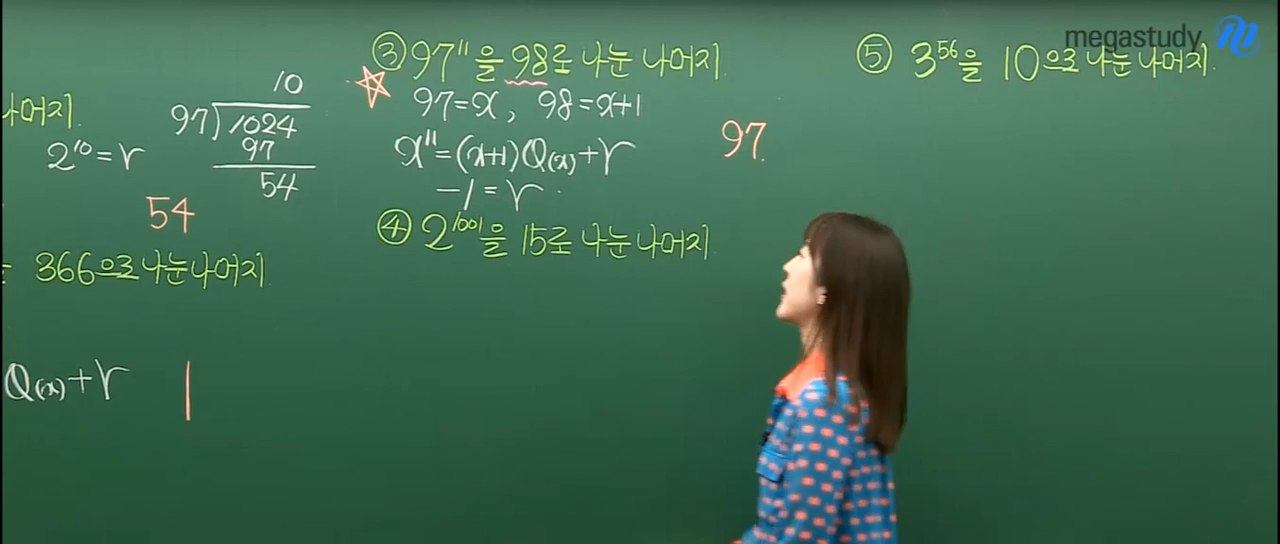 megastudy
나머지.
2¹⁰=r
10
97)1024
97
54
54
366으로 나눈 나머지
Q(x)+r
1
③ 97¹¹을 98로 나눈 나머지.
97=x, 98=x+1
x¹¹=(x+1)Q(x)+r
-1=r
97.
④ 2¹⁰⁰¹을 15로 나눈 나머지.
⑤ 3⁵⁶을 10으로 나눈 나머지.